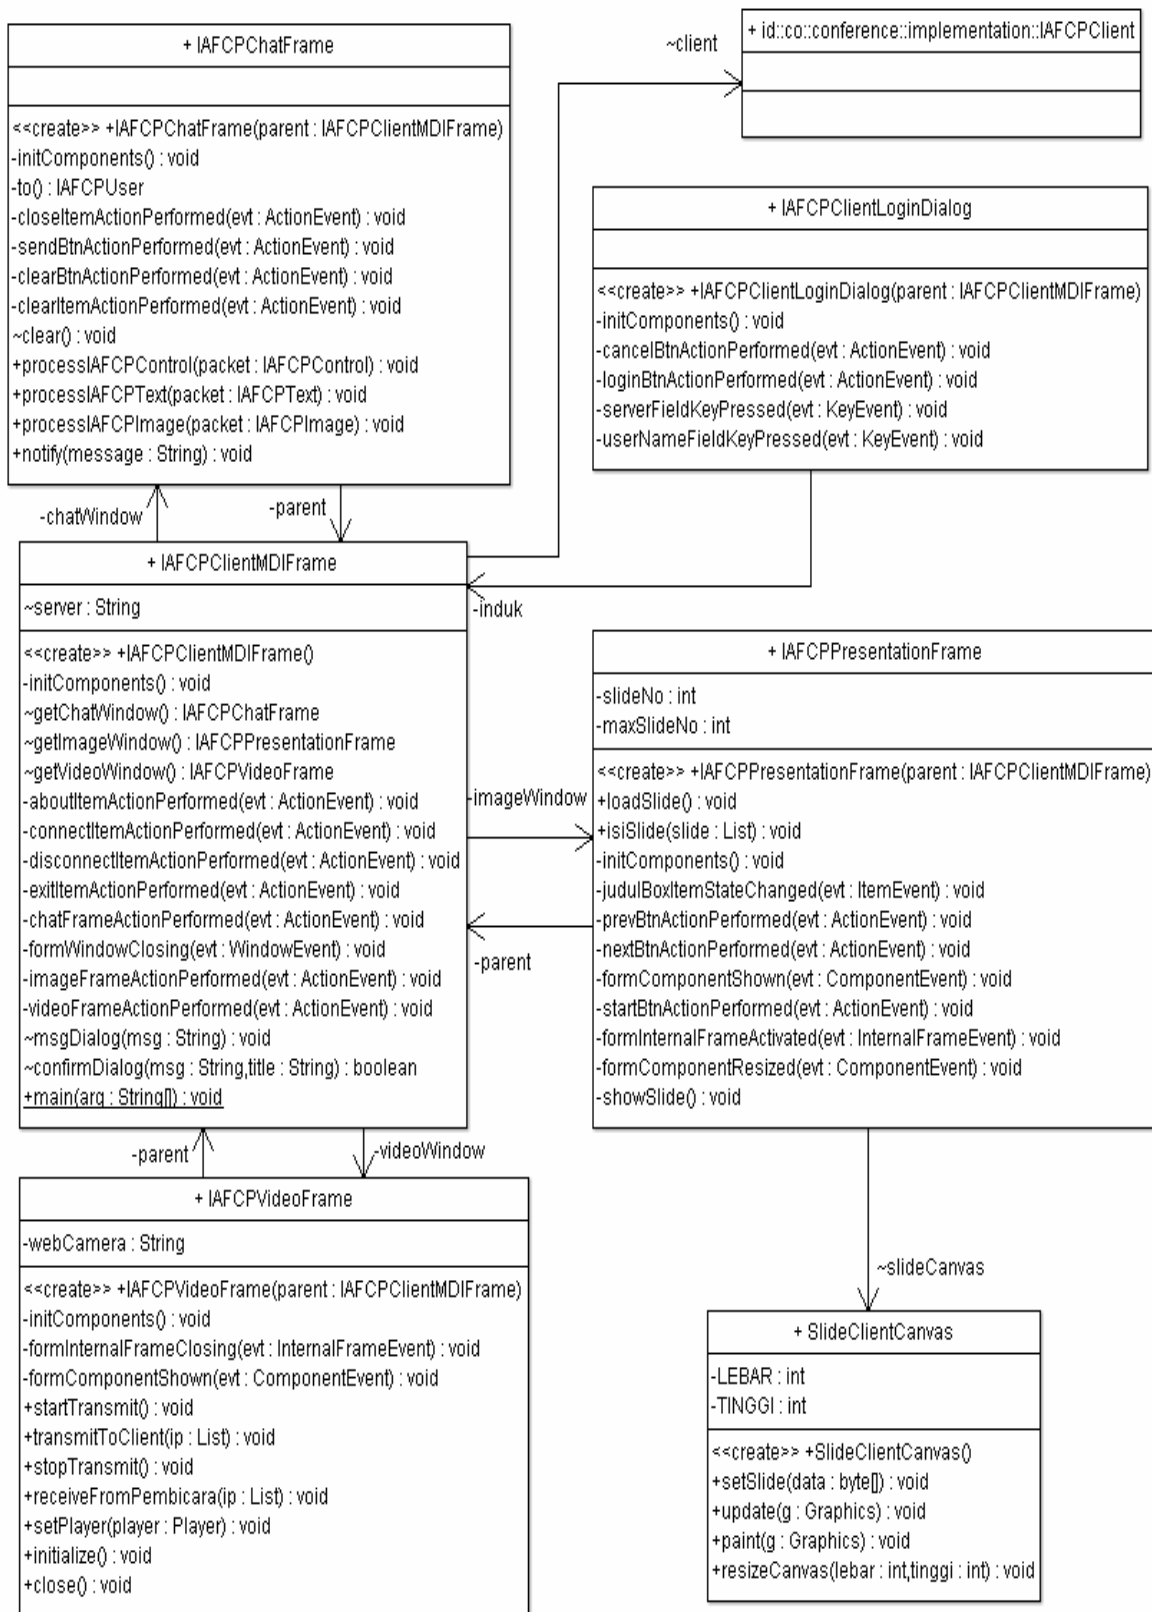 + IAFCPChatFrame
<<create>> +IAFCPChatFrame(parent : IAFCPClientMDIFrame)
-initComponents() : void
-to() : IAFCPUser
-closeItemActionPerformed(evt : ActionEvent) : void
-sendBtnActionPerformed(evt : ActionEvent) : void
-clearBtnActionPerformed(evt : ActionEvent) : void
-clearItemActionPerformed(evt : ActionEvent) : void
~clear() : void
+processIAFCPControl(packet : IAFCPControl) : void
+processIAFCPText(packet : IAFCPText) : void
+processIAFCPImage(packet : IAFCPImage) : void
+notify(message : String) : void
~client
+ id::co::conference::implementation::IAFCPClient
+ IAFCPClientLoginDialog
<<create>> +IAFCPClientLoginDialog(parent : IAFCPClientMDIFrame)
-initComponents() : void
-cancelBtnActionPerformed(evt : ActionEvent) : void
-loginBtnActionPerformed(evt : ActionEvent) : void
-serverFieldKeyPressed(evt : KeyEvent) : void
-userNameFieldKeyPressed(evt : KeyEvent) : void
-chatWindow
-parent
+ IAFCPClientMDIFrame
~server : String
<<create>> +IAFCPClientMDIFrame()
-initComponents() : void
~getChatWindow() : IAFCPChatFrame
~getImageWindow() : IAFCPPresentationFrame
~getVideoWindow() : IAFCPVideoFrame
-aboutItemActionPerformed(evt : ActionEvent) : void
-connectItemActionPerformed(evt : ActionEvent) : void
-disconnectItemActionPerformed(evt : ActionEvent) : void
-exitItemActionPerformed(evt : ActionEvent) : void
-chatFrameActionPerformed(evt : ActionEvent) : void
-formWindowClosing(evt : WindowEvent) : void
-imageFrameActionPerformed(evt : ActionEvent) : void
-videoFrameActionPerformed(evt : ActionEvent) : void
~msgDialog(msg : String) : void
~confirmDialog(msg : String,title : String) : boolean
+main(arg : String[]) : void
-induk
-imageWindow
-parent
+ IAFCPPresentationFrame
-slideNo : int
-maxSlideNo : int
<<create>> +IAFCPPresentationFrame(parent : IAFCPClientMDIFrame)
+loadSlide() : void
+isiSlide(slide : List) : void
-initComponents() : void
-judulBoxItemStateChanged(evt : ItemEvent) : void
-prevBtnActionPerformed(evt : ActionEvent) : void
-nextBtnActionPerformed(evt : ActionEvent) : void
-formComponentShown(evt : ComponentEvent) : void
-startBtnActionPerformed(evt : ActionEvent) : void
-formInternalFrameActivated(evt : InternalFrameEvent) : void
-formComponentResized(evt : ComponentEvent) : void
-showSlide() : void
-parent
-videoWindow
+ IAFCPVideoFrame
-webCamera : String
<<create>> +IAFCPVideoFrame(parent : IAFCPClientMDIFrame)
-initComponents() : void
-formInternalFrameClosing(evt : InternalFrameEvent) : void
-formComponentShown(evt : ComponentEvent) : void
+startTransmit() : void
+transmitToClient(ip : List) : void
+stopTransmit() : void
+receiveFromPembicara(ip : List) : void
+setPlayer(player : Player) : void
+initialize() : void
+close() : void
~slideCanvas
+ SlideClientCanvas
-LEBAR : int
-TINGGI : int
<<create>> +SlideClientCanvas()
+setSlide(data : byte[]) : void
+update(g : Graphics) : void
+paint(g : Graphics) : void
+resizeCanvas(lebar : int,tinggi : int) : void